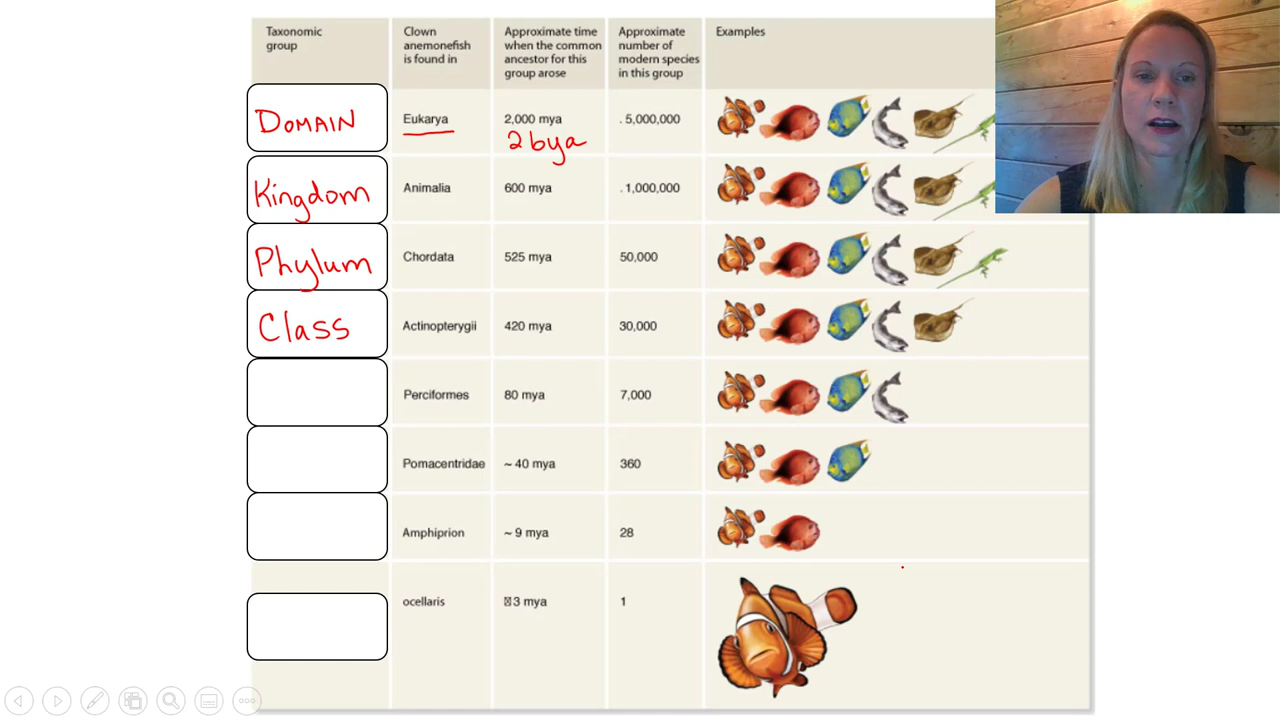 Taxonomic
group
Clown
anemonefish
is found in
Approximate time
when the common
ancestor for this
group arose
Approximate
number of
modern species
in this group
Examples
DOMAIN
Eukarya
2,000 mya
2 bya
. 5,000,000
Kingdom
Animalia
600 mya
. 1,000,000
Phylum
Chordata
525 mya
50,000
Class
Actinopterygii
420 mya
30,000
Perciformes
80 mya
7,000
Pomacentridae
~ 40 mya
360
Amphiprion
~ 9 mya
28
ocellaris
3 mya
1